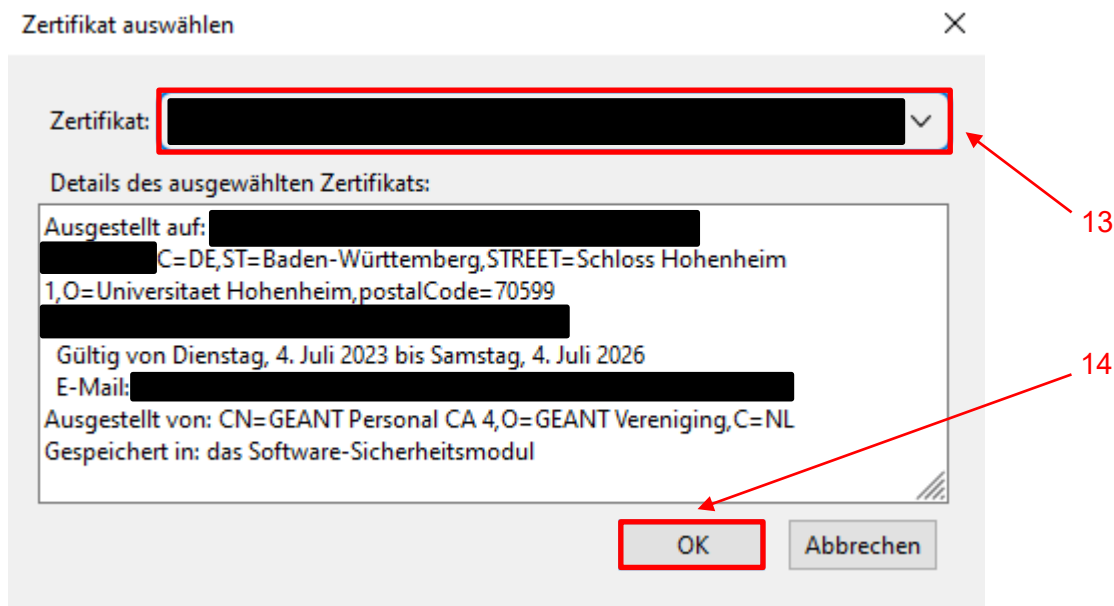 Zertifikat auswählen
Zertifikat:
Details des ausgewählten Zertifikats:
13
Ausgestellt auf:
C=DE,ST=Baden-Württemberg,STREET=Schloss Hohenheim
1,O=Universitaet Hohenheim,postalCode=70599
Gültig von Dienstag, 4. Juli 2023 bis Samstag, 4. Juli 2026
14
E-Mail:
Ausgestellt von: CN=GEANT Personal CA 4,O=GEANT Vereniging,C=NL
Gespeichert in: das Software-Sicherheitsmodul
OK Abbrechen